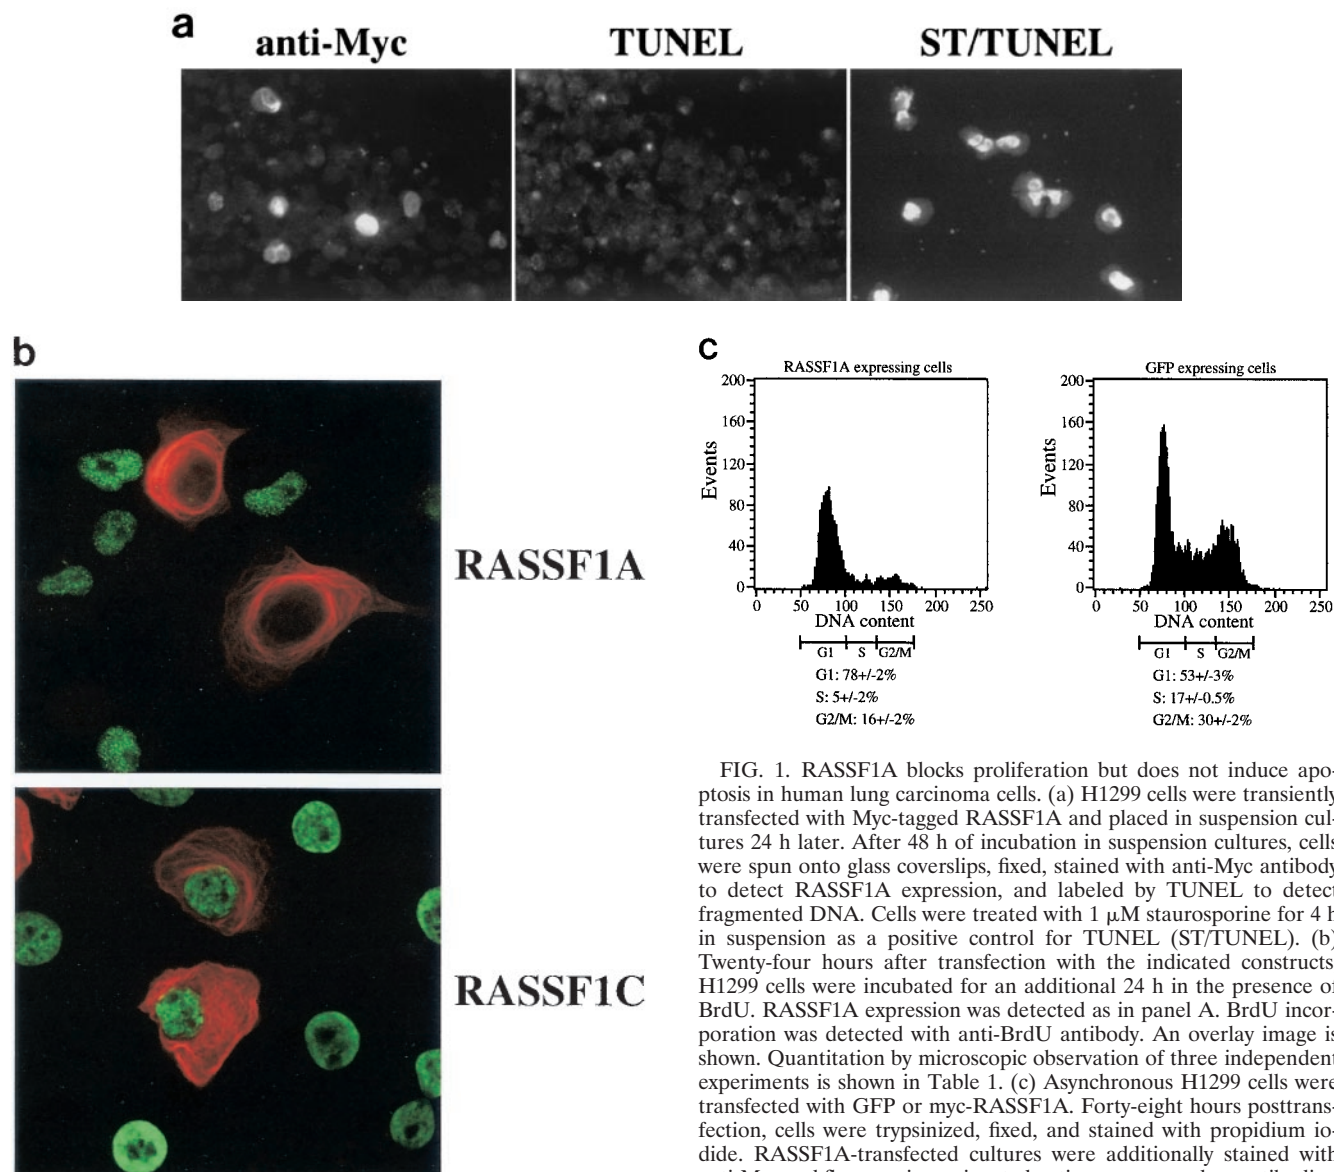 a
anti-Myc TUNEL ST/TUNEL
b
RASSF1A
RASSF1C
c
RASSF1A expressing cells
200
160
120
80
40
0
Events
0 50 100 150 200 250
DNA content
G1 S G2/M
G1: 78+/-2%
S: 5+/-2%
G2/M: 16+/-2%
GFP expressing cells
200
160
120
80
40
0
Events
0 50 100 150 200 250
DNA content
G1 S G2/M
G1: 53+/-3%
S: 17+/-0.5%
G2/M: 30+/-2%
FIG. 1. RASSF1A blocks proliferation but does not induce apo-
ptosis in human lung carcinoma cells. (a) H1299 cells were transiently
transfected with Myc-tagged RASSF1A and placed in suspension cul-
tures 24 h later. After 48 h of incubation in suspension cultures, cells
were spun onto glass coverslips, fixed, stained with anti-Myc antibody
to detect RASSF1A expression, and labeled by TUNEL to detect
fragmented DNA. Cells were treated with 1 μM staurosporine for 4 h
in suspension as a positive control for TUNEL (ST/TUNEL). (b)
Twenty-four hours after transfection with the indicated constructs
H1299 cells were incubated for an additional 24 h in the presence of
BrdU. RASSF1A expression was detected as in panel A. BrdU incor-
poration was detected with anti-BrdU antibody. An overlay image is
shown. Quantitation by microscopic observation of three independent
experiments is shown in Table 1. (c) Asynchronous H1299 cells were
transfected with GFP or myc-RASSF1A. Forty-eight hours posttrans-
fection, cells were trypsinized, fixed, and stained with propidium io-
dide. RASSF1A-transfected cultures were additionally stained with